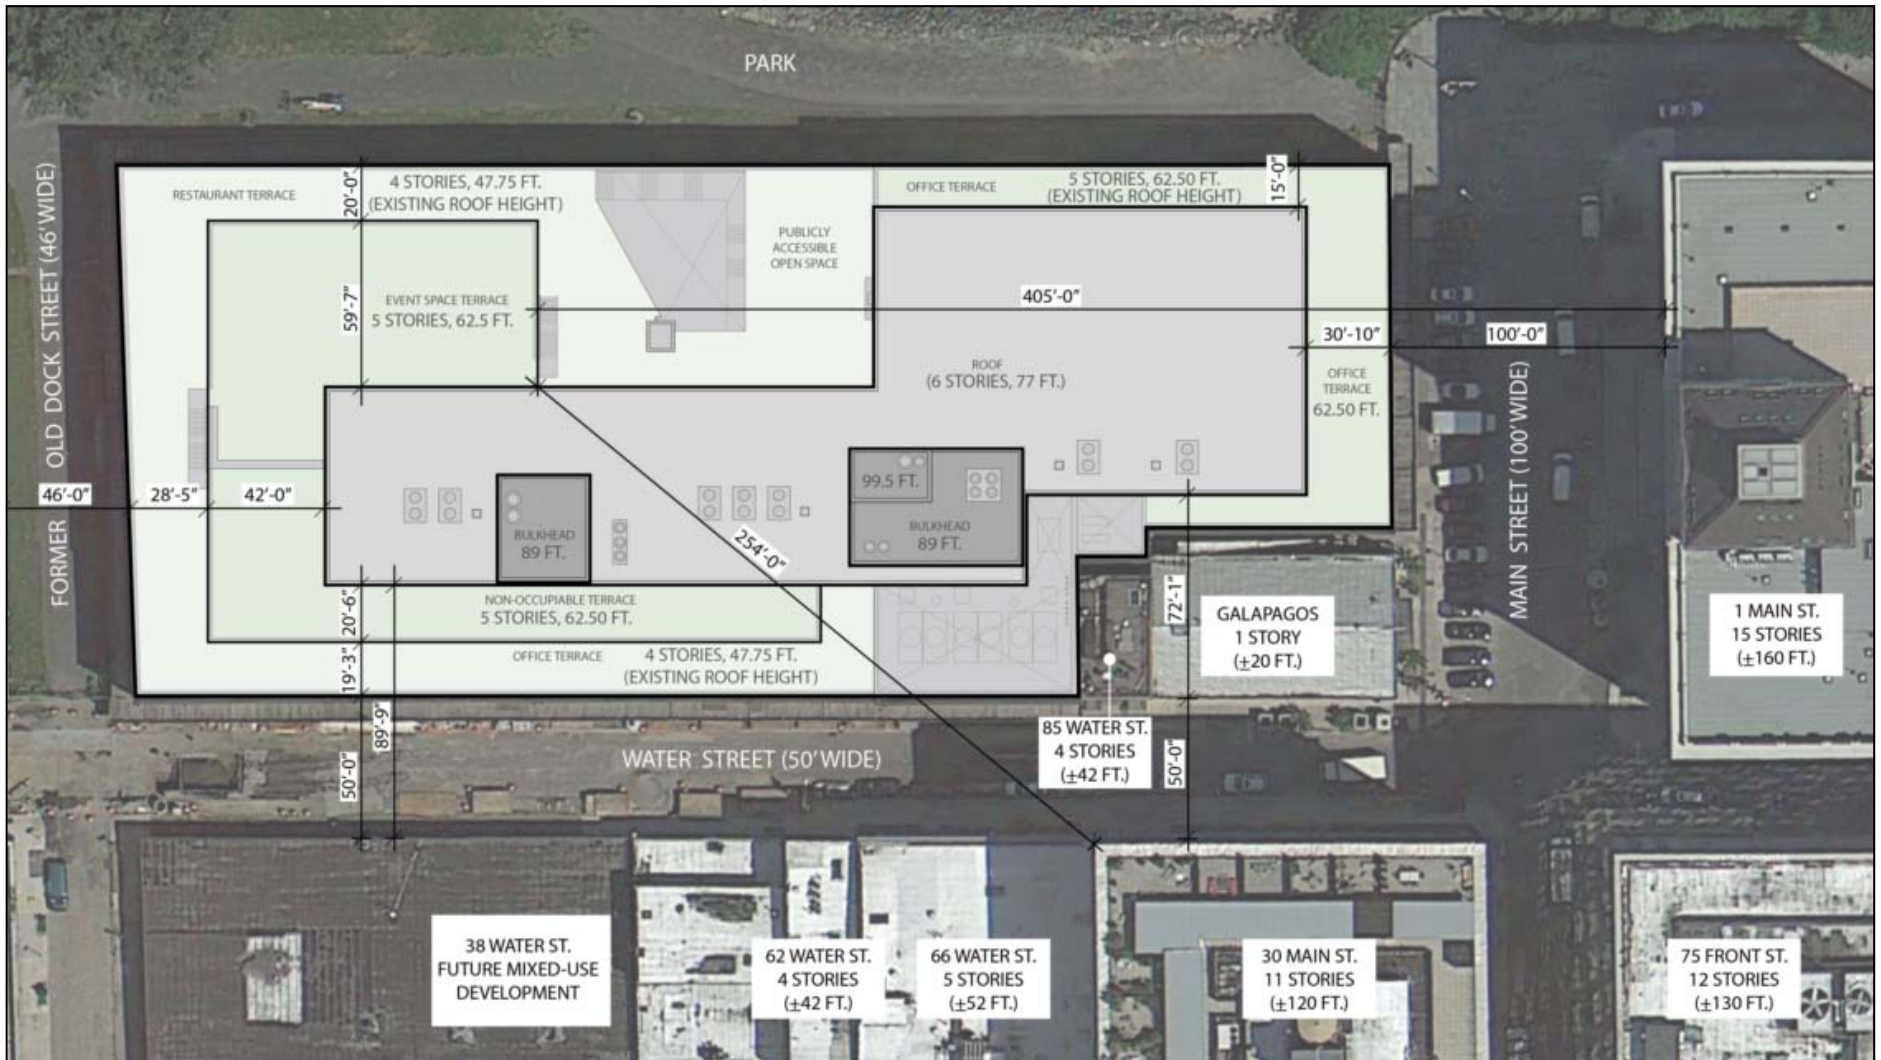 PARK
FORMER OLD DOCK STREET (46' WIDE)
RESTAURANT TERRACE
20'-0"
4 STORIES, 47.75 FT.
(EXISTING ROOF HEIGHT)
PUBLICLY
ACCESSIBLE
OPEN SPACE
OFFICE TERRACE
5 STORIES, 62.50 FT.
(EXISTING ROOF HEIGHT)
15'-0"
59'-7"
EVENT SPACE TERRACE
5 STORIES, 62.5 FT.
405'-0"
30'-10"
100'-0"
ROOF
(6 STORIES, 77 FT.)
OFFICE
TERRACE
62.50 FT.
MAIN STREET (100' WIDE)
46'-0"
28'-5"
42'-0"
BULKHEAD
89 FT.
254'-0"
99.5 FT.
BULKHEAD
89 FT.
20'-6"
NON-OCCUPIABLE TERRACE
5 STORIES, 62.50 FT.
72'-1"
GALAPAGOS
1 STORY
(±20 FT.)
1 MAIN ST.
15 STORIES
(±160 FT.)
19'-3"
OFFICE TERRACE
4 STORIES, 47.75 FT.
(EXISTING ROOF HEIGHT)
89'-9"
50'-0"
WATER STREET (50' WIDE)
85 WATER ST.
4 STORIES
(±42 FT.)
50'-0"
38 WATER ST.
FUTURE MIXED-USE
DEVELOPMENT
62 WATER ST.
4 STORIES
(±42 FT.)
66 WATER ST.
5 STORIES
(±52 FT.)
30 MAIN ST.
11 STORIES
(±120 FT.)
75 FRONT ST.
12 STORIES
(±130 FT.)